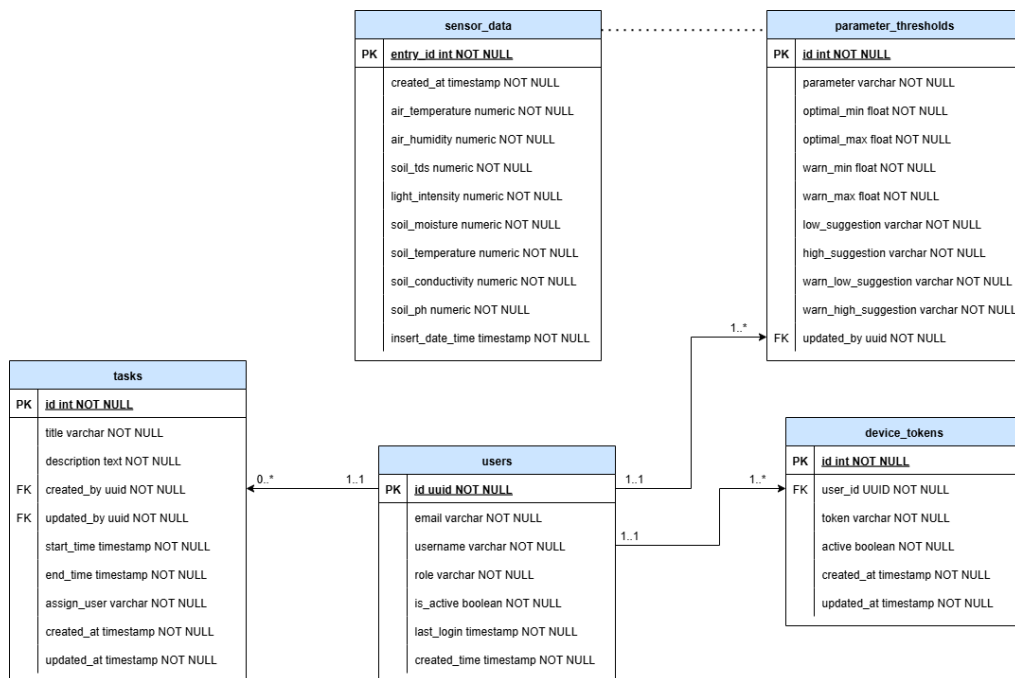 sensor_data
PK entry_id int NOT NULL
created_at timestamp NOT NULL
air_temperature numeric NOT NULL
air_humidity numeric NOT NULL
soil_tds numeric NOT NULL
light_intensity numeric NOT NULL
soil_moisture numeric NOT NULL
soil_temperature numeric NOT NULL
soil_conductivity numeric NOT NULL
soil_ph numeric NOT NULL
insert_date_time timestamp NOT NULL
parameter_thresholds
PK id int NOT NULL
parameter varchar NOT NULL
optimal_min float NOT NULL
optimal_max float NOT NULL
warn_min float NOT NULL
warn_max float NOT NULL
low_suggestion varchar NOT NULL
high_suggestion varchar NOT NULL
warn_low_suggestion varchar NOT NULL
warn_high_suggestion varchar NOT NULL
1..*
FK updated_by uuid NOT NULL
tasks
PK id int NOT NULL
title varchar NOT NULL
description text NOT NULL
FK created_by uuid NOT NULL
FK updated_by uuid NOT NULL
start_time timestamp NOT NULL
end_time timestamp NOT NULL
assign_user varchar NOT NULL
created_at timestamp NOT NULL
updated_at timestamp NOT NULL
0..* 1..1
users
PK id uuid NOT NULL
email varchar NOT NULL
username varchar NOT NULL
role varchar NOT NULL
is_active boolean NOT NULL
last_login timestamp NOT NULL
created_time timestamp NOT NULL
1..1
1..1
1..*
device_tokens
PK id int NOT NULL
FK user_id UUID NOT NULL
token varchar NOT NULL
active boolean NOT NULL
created_at timestamp NOT NULL
updated_at timestamp NOT NULL